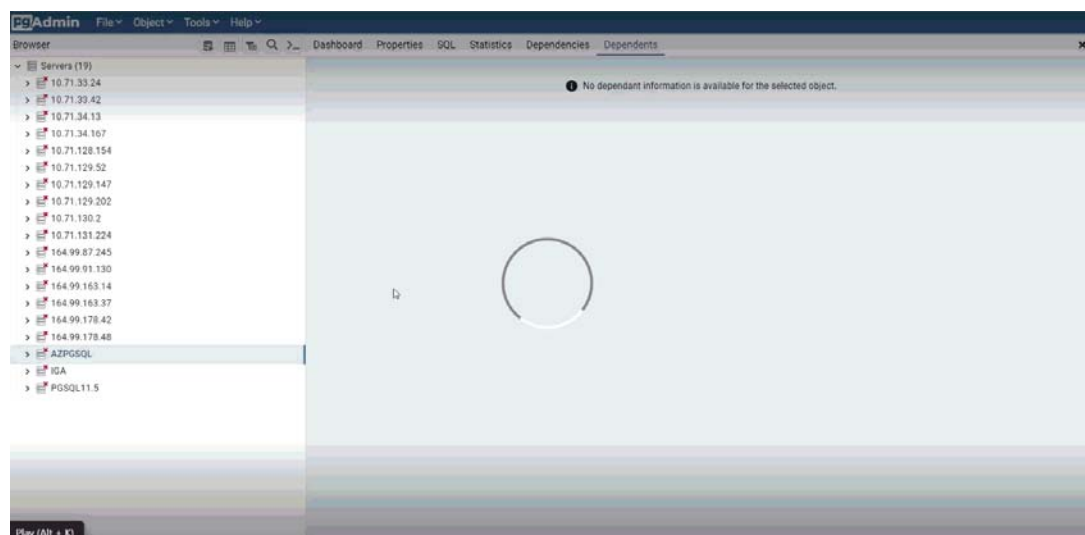 pgAdmin File Object Tools Help
Browser Dashboard Properties SQL Statistics Dependencies Dependents
Servers (19)
No dependant information is available for the selected object.
10.71.33.24
10.71.33.42
10.71.34.13
10.71.34.167
10.71.128.154
10.71.129.52
10.71.129.147
10.71.129.202
10.71.130.2
10.71.131.224
164.99.87.245
164.99.91.130
164.99.163.14
164.99.163.37
164.99.178.42
164.99.178.48
AZPGSQL
IGA
PGSQL11.5
Play (Alt + K)